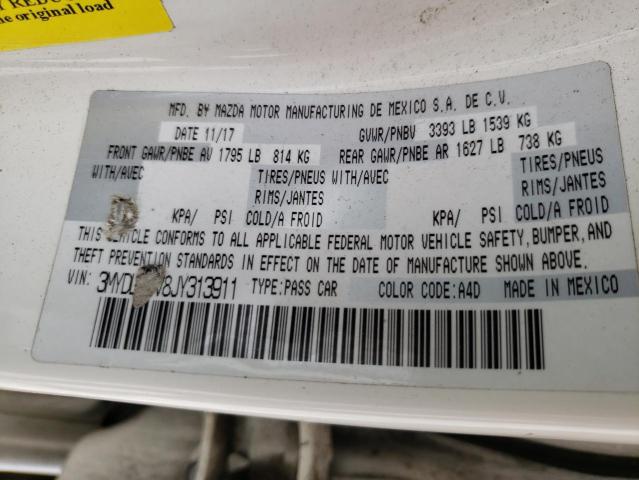 original load
MFD. BY MAZDA MOTOR MANUFACTURING DE MEXICO S.A. DE C.V.
DATE 11/17 GVWR/PNBV 3393 LB 1539 KG
FRONT GAWR/PNBE AV 1795 LB 814 KG REAR GAWR/PNBE AR 1627 LB 738 KG
WITH/AVEC TIRES/PNEUS WITH/AVEC TIRES/PNEUS
RIMS/JANTES RIMS/JANTES
KPA/ PSI COLD/A FROID KPA/ PSI COLD/A FROID
THIS VEHICLE CONFORMS TO ALL APPLICABLE FEDERAL MOTOR VEHICLE SAFETY, BUMPER, AND
THEFT PREVENTION STANDARDS IN EFFECT ON THE DATE OF MANUFACTURE SHOWN ABOVE.
VIN: TYPE:PASS CAR COLOR CODE:A4D MADE IN MEXICO